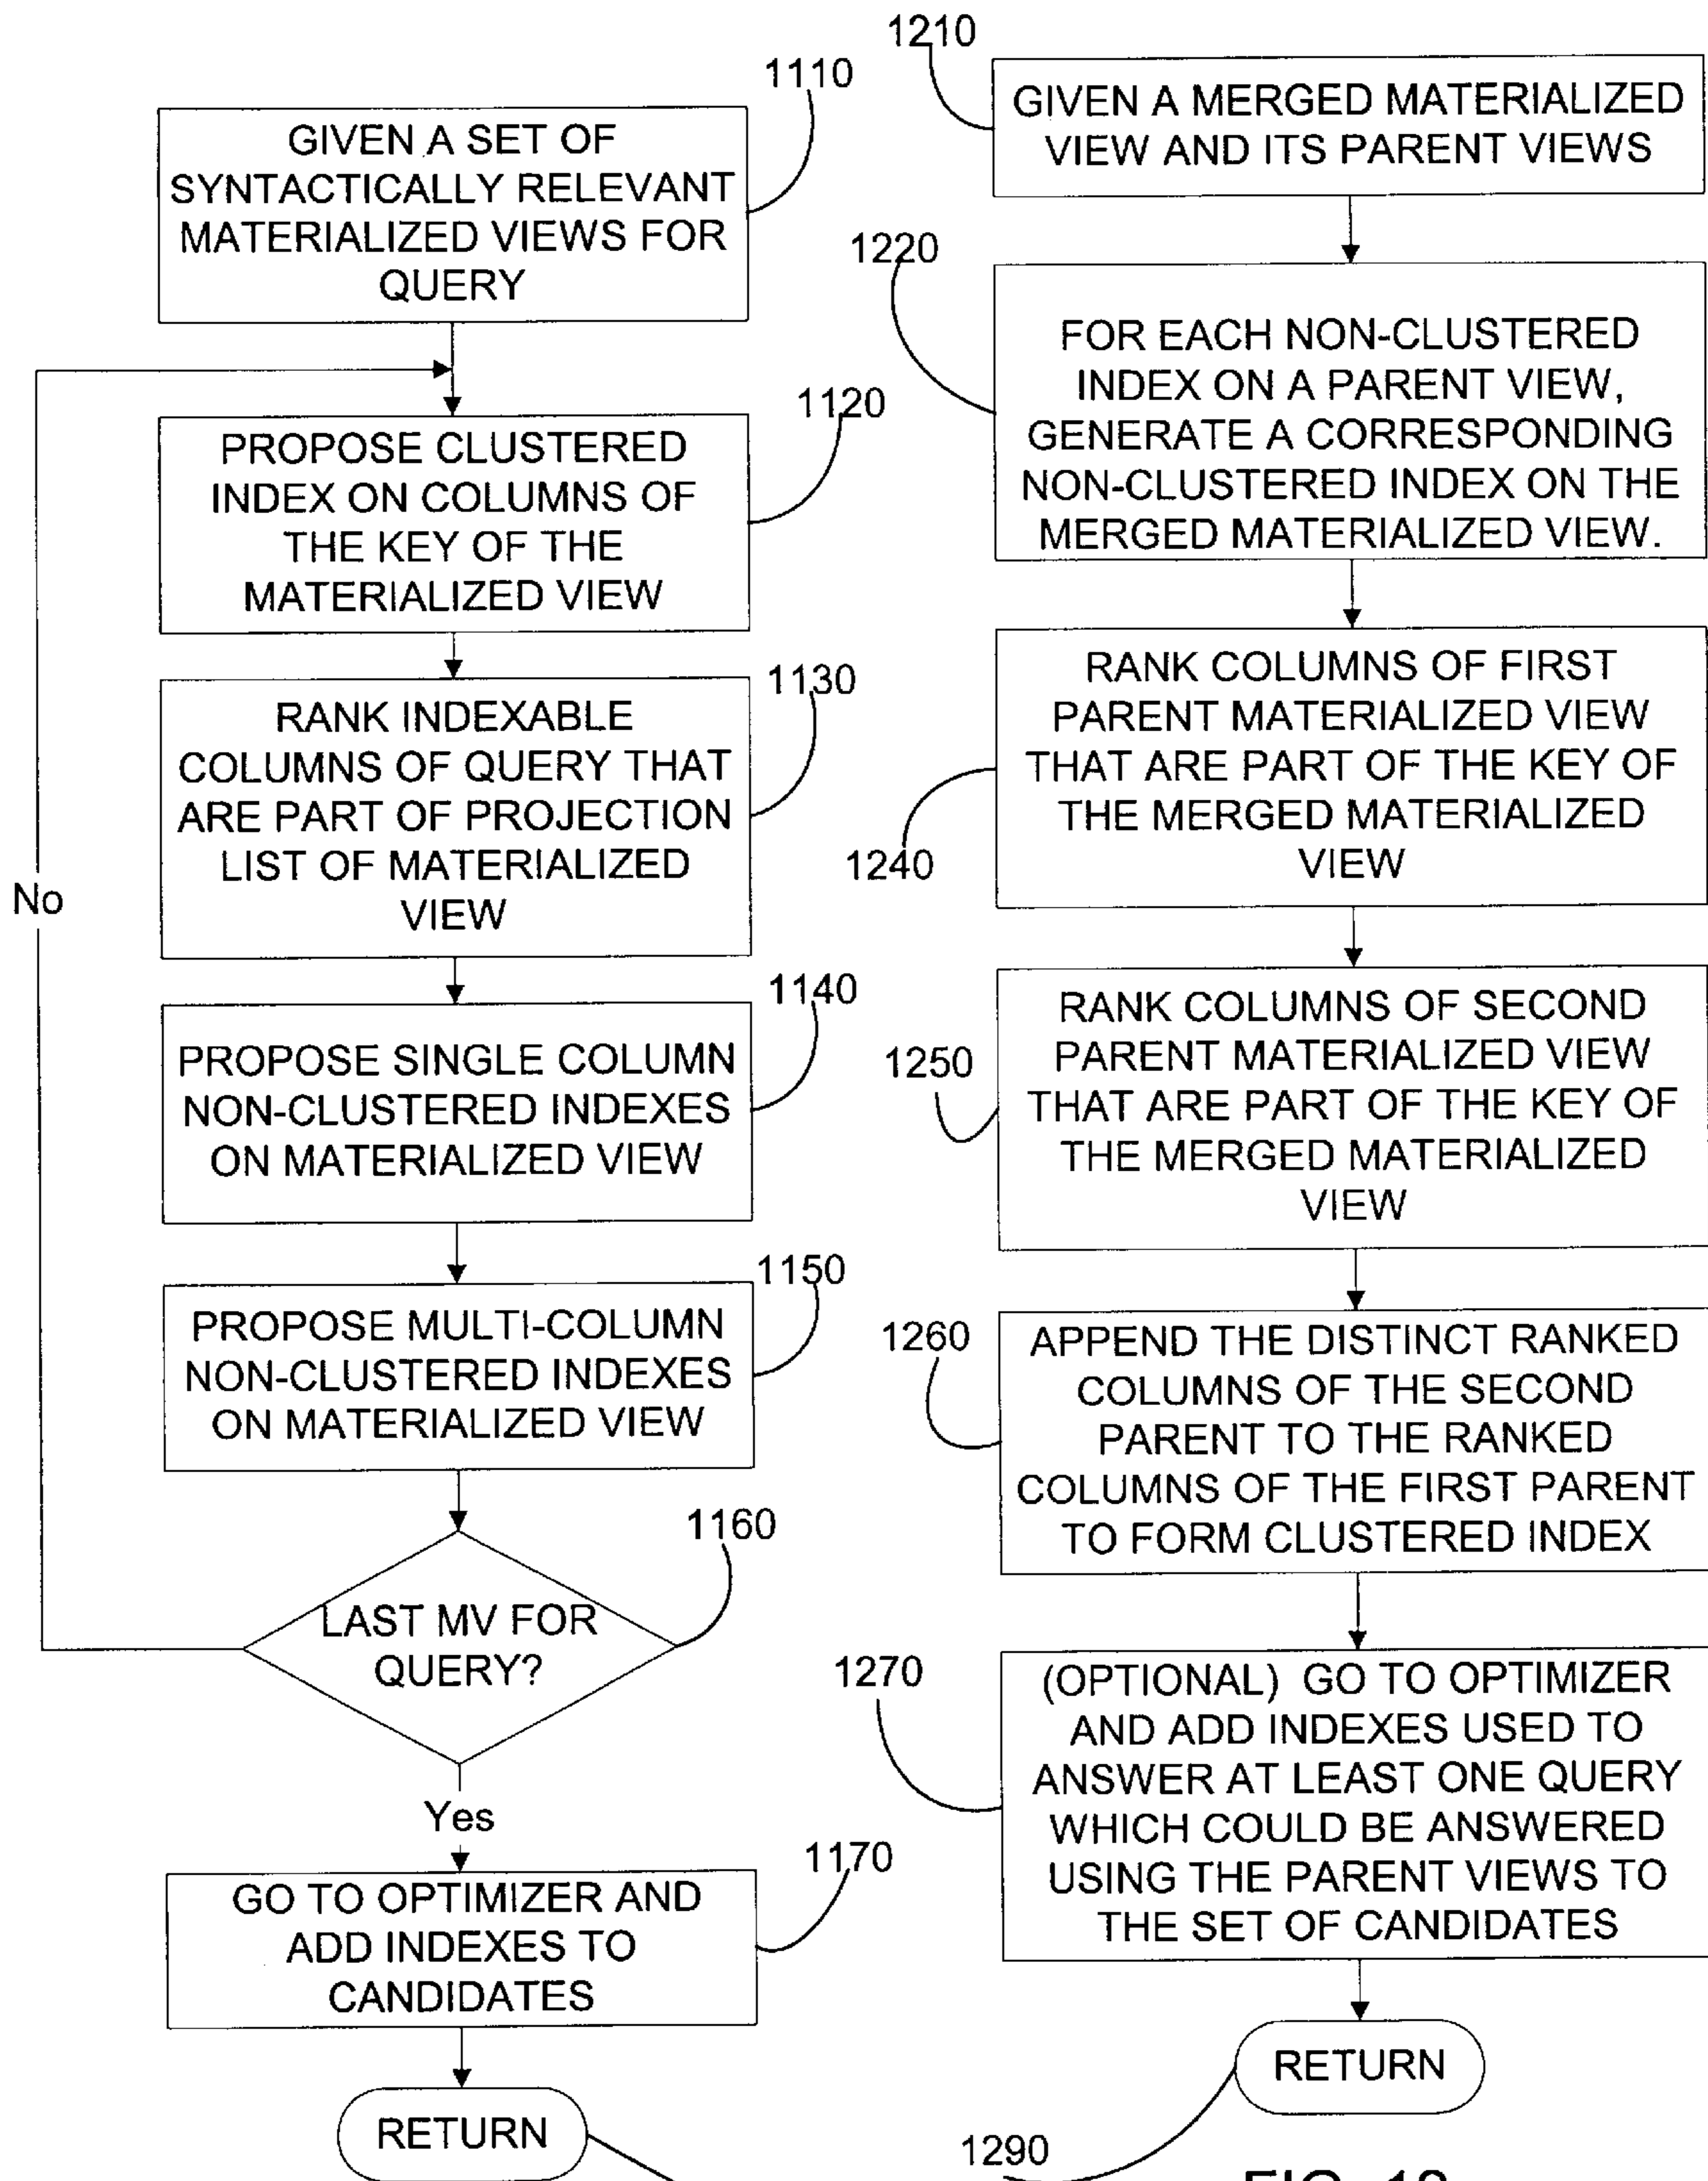 1110
GIVEN A SET OF
SYNTACTICALLY RELEVANT
MATERIALIZED VIEWS FOR
QUERY
1120
PROPOSE CLUSTERED
INDEX ON COLUMNS OF
THE KEY OF THE
MATERIALIZED VIEW
1130
RANK INDEXABLE
COLUMNS OF QUERY THAT
ARE PART OF PROJECTION
LIST OF MATERIALIZED
VIEW
No
1140
PROPOSE SINGLE COLUMN
NON-CLUSTERED INDEXES
ON MATERIALIZED VIEW
1150
PROPOSE MULTI-COLUMN
NON-CLUSTERED INDEXES
ON MATERIALIZED VIEW
1160
LAST MV FOR
QUERY?
Yes
1170
GO TO OPTIMIZER AND
ADD INDEXES TO
CANDIDATES
RETURN
1210
GIVEN A MERGED MATERIALIZED
VIEW AND ITS PARENT VIEWS
1220
FOR EACH NON-CLUSTERED
INDEX ON A PARENT VIEW,
GENERATE A CORRESPONDING
NON-CLUSTERED INDEX ON THE
MERGED MATERIALIZED VIEW.
RANK COLUMNS OF FIRST
PARENT MATERIALIZED VIEW
THAT ARE PART OF THE KEY OF
THE MERGED MATERIALIZED
VIEW
1240
RANK COLUMNS OF SECOND
PARENT MATERIALIZED VIEW
THAT ARE PART OF THE KEY OF
THE MERGED MATERIALIZED
VIEW
1250
1260
APPEND THE DISTINCT RANKED
COLUMNS OF THE SECOND
PARENT TO THE RANKED
COLUMNS OF THE FIRST PARENT
TO FORM CLUSTERED INDEX
1270
(OPTIONAL) GO TO OPTIMIZER
AND ADD INDEXES USED TO
ANSWER AT LEAST ONE QUERY
WHICH COULD BE ANSWERED
USING THE PARENT VIEWS TO
THE SET OF CANDIDATES
RETURN
1290